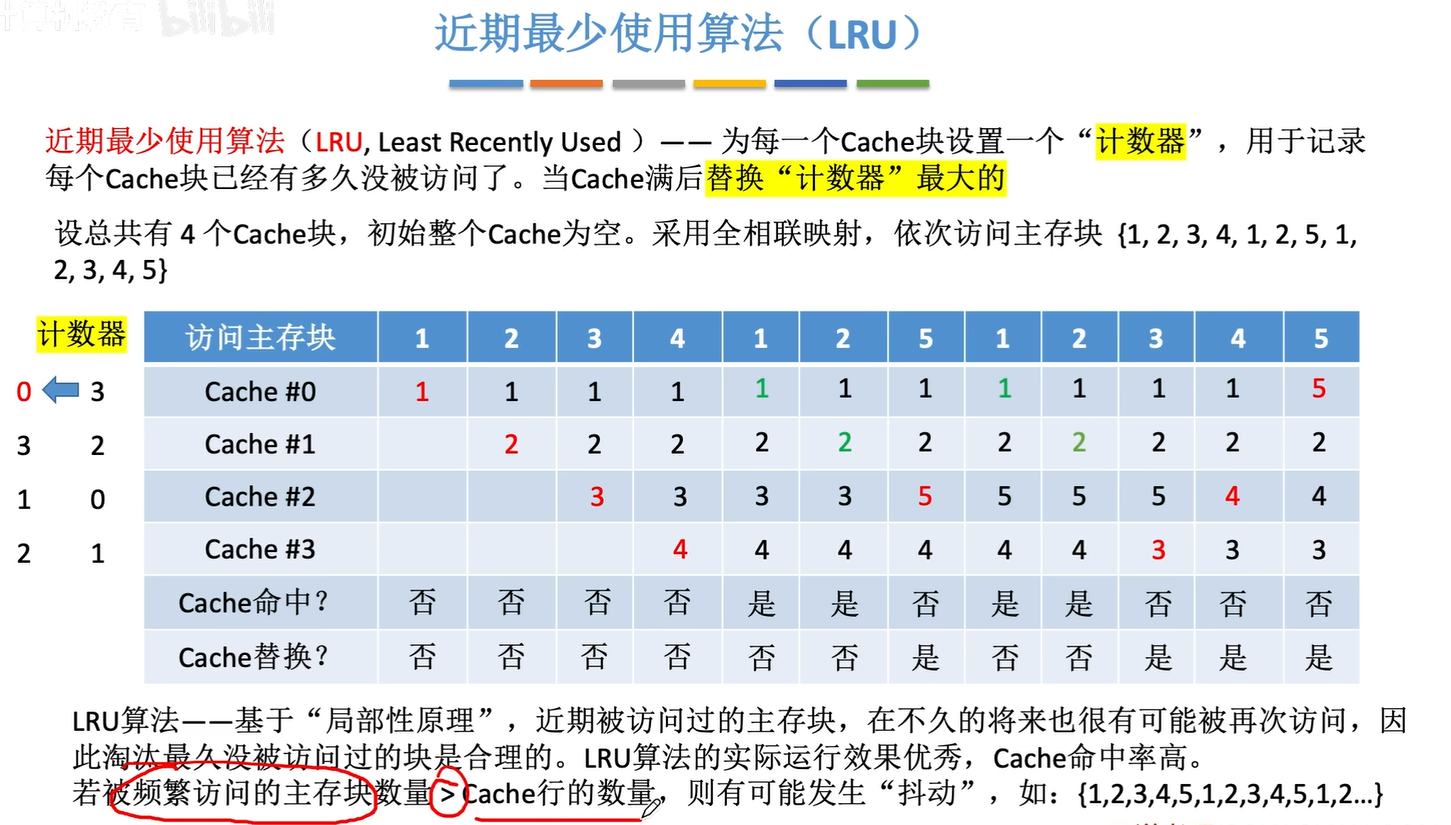 计算机教育 bilibili
近期最少使用算法（LRU）
近期最少使用算法（LRU, Least Recently Used ）—— 为每一个Cache块设置一个“计数器”，用于记录
每个Cache块已经有多久没被访问了。当Cache满后替换“计数器”最大的
设总共有 4 个Cache块，初始整个Cache为空。采用全相联映射，依次访问主存块 {1, 2, 3, 4, 1, 2, 5, 1,
2, 3, 4, 5}
计数器 访问主存块 1 2 3 4 1 2 5 1 2 3 4 5
0 3 Cache #0 1 1 1 1 1 1 1 1 1 1 1 5
3 2 Cache #1 2 2 2 2 2 2 2 2 2 2 2
1 0 Cache #2 3 3 3 3 5 5 5 5 4 4
2 1 Cache #3 4 4 4 4 4 4 3 3 3
Cache命中？ 否 否 否 否 是 是 否 是 是 否 否 否
Cache替换？ 否 否 否 否 否 否 是 否 否 是 是 是
LRU算法——基于“局部性原理”，近期被访问过的主存块，在不久的将来也很有可能被再次访问，因
此淘汰最久没被访问过的块是合理的。LRU算法的实际运行效果优秀，Cache命中率高。
若被频繁访问的主存块数量 > Cache行的数量，则有可能发生“抖动”，如：{1,2,3,4,5,1,2,3,4,5,1,2…}